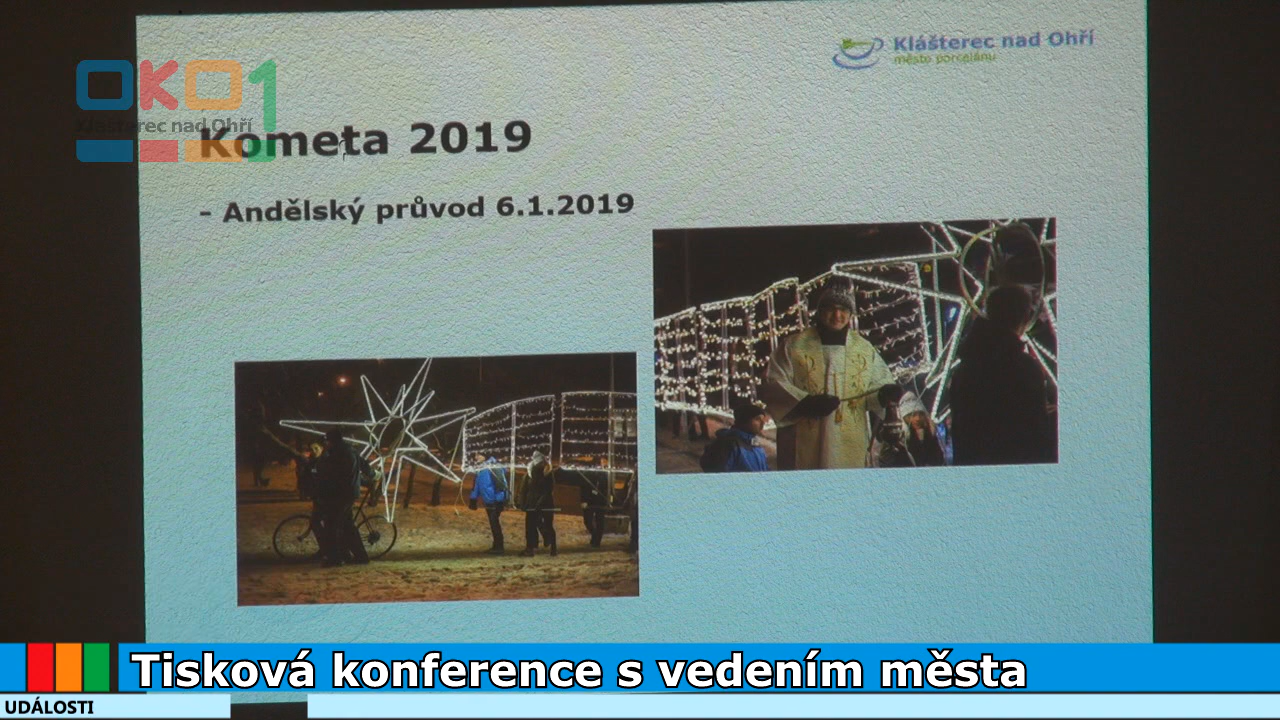 Klášterec nad Ohří
město porcelánu
OKO1
Klášterec nad Ohří
Kometa 2019
- Andělský průvod 6.1.2019
Tisková konference s vedením města
UDÁLOSTI